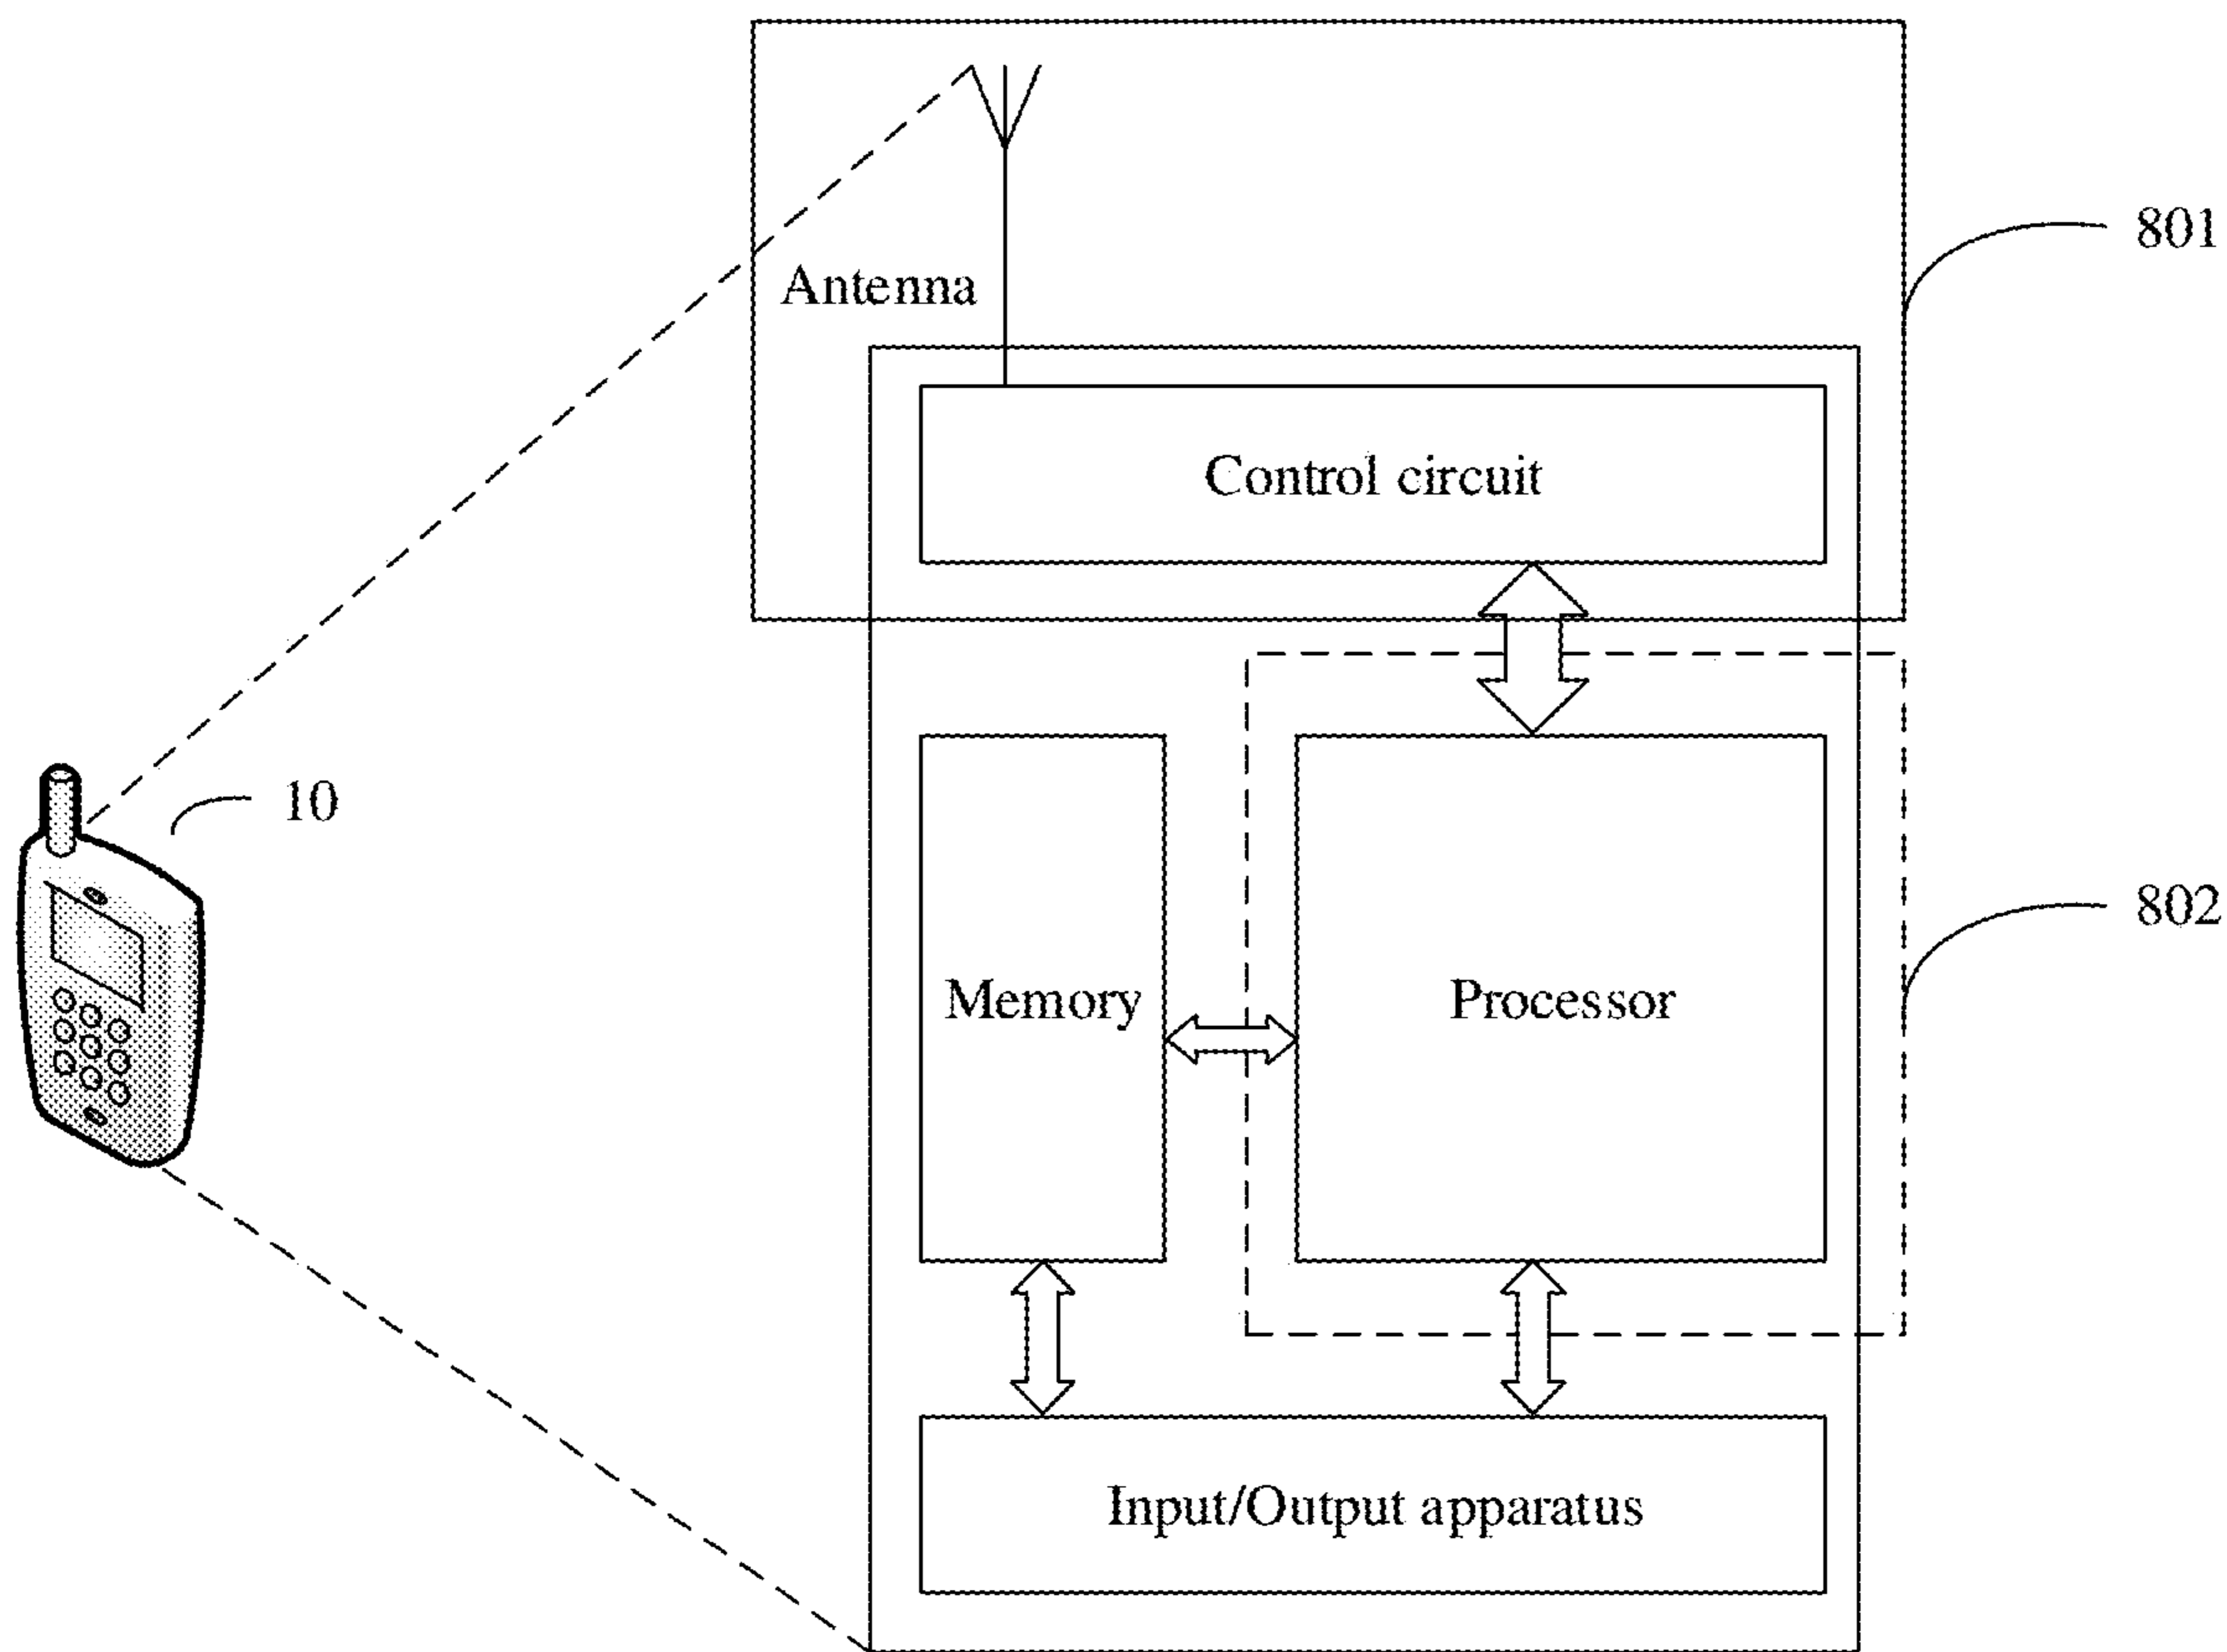 801
Antenna
Control circuit
10
802
Memory
Processor
Input/Output apparatus